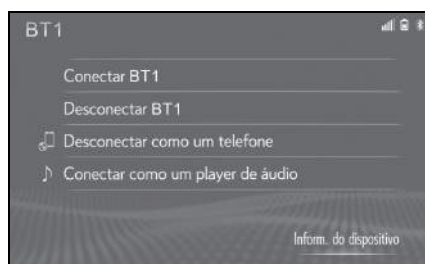 BT1
Conectar BT1
Desconectar BT1
Desconectar como um telefone
Conectar como um player de áudio
Inform. do dispositivo